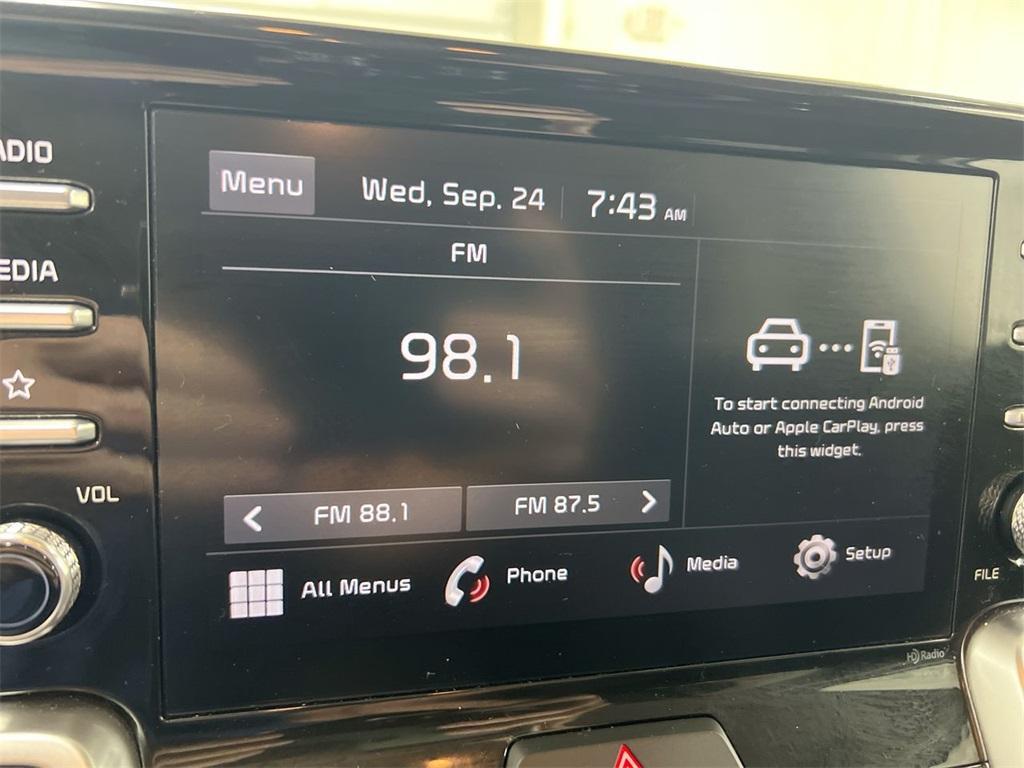 ADIO
EDIA
VOL
Menu
Wed, Sep. 24
7:43 AM
FM
98.1
To start connecting Android
Auto or Apple CarPlay, press
this widget.
FM 88.1
FM 87.5
All Menus
Phone
Media
Setup
FILE
HD Radio